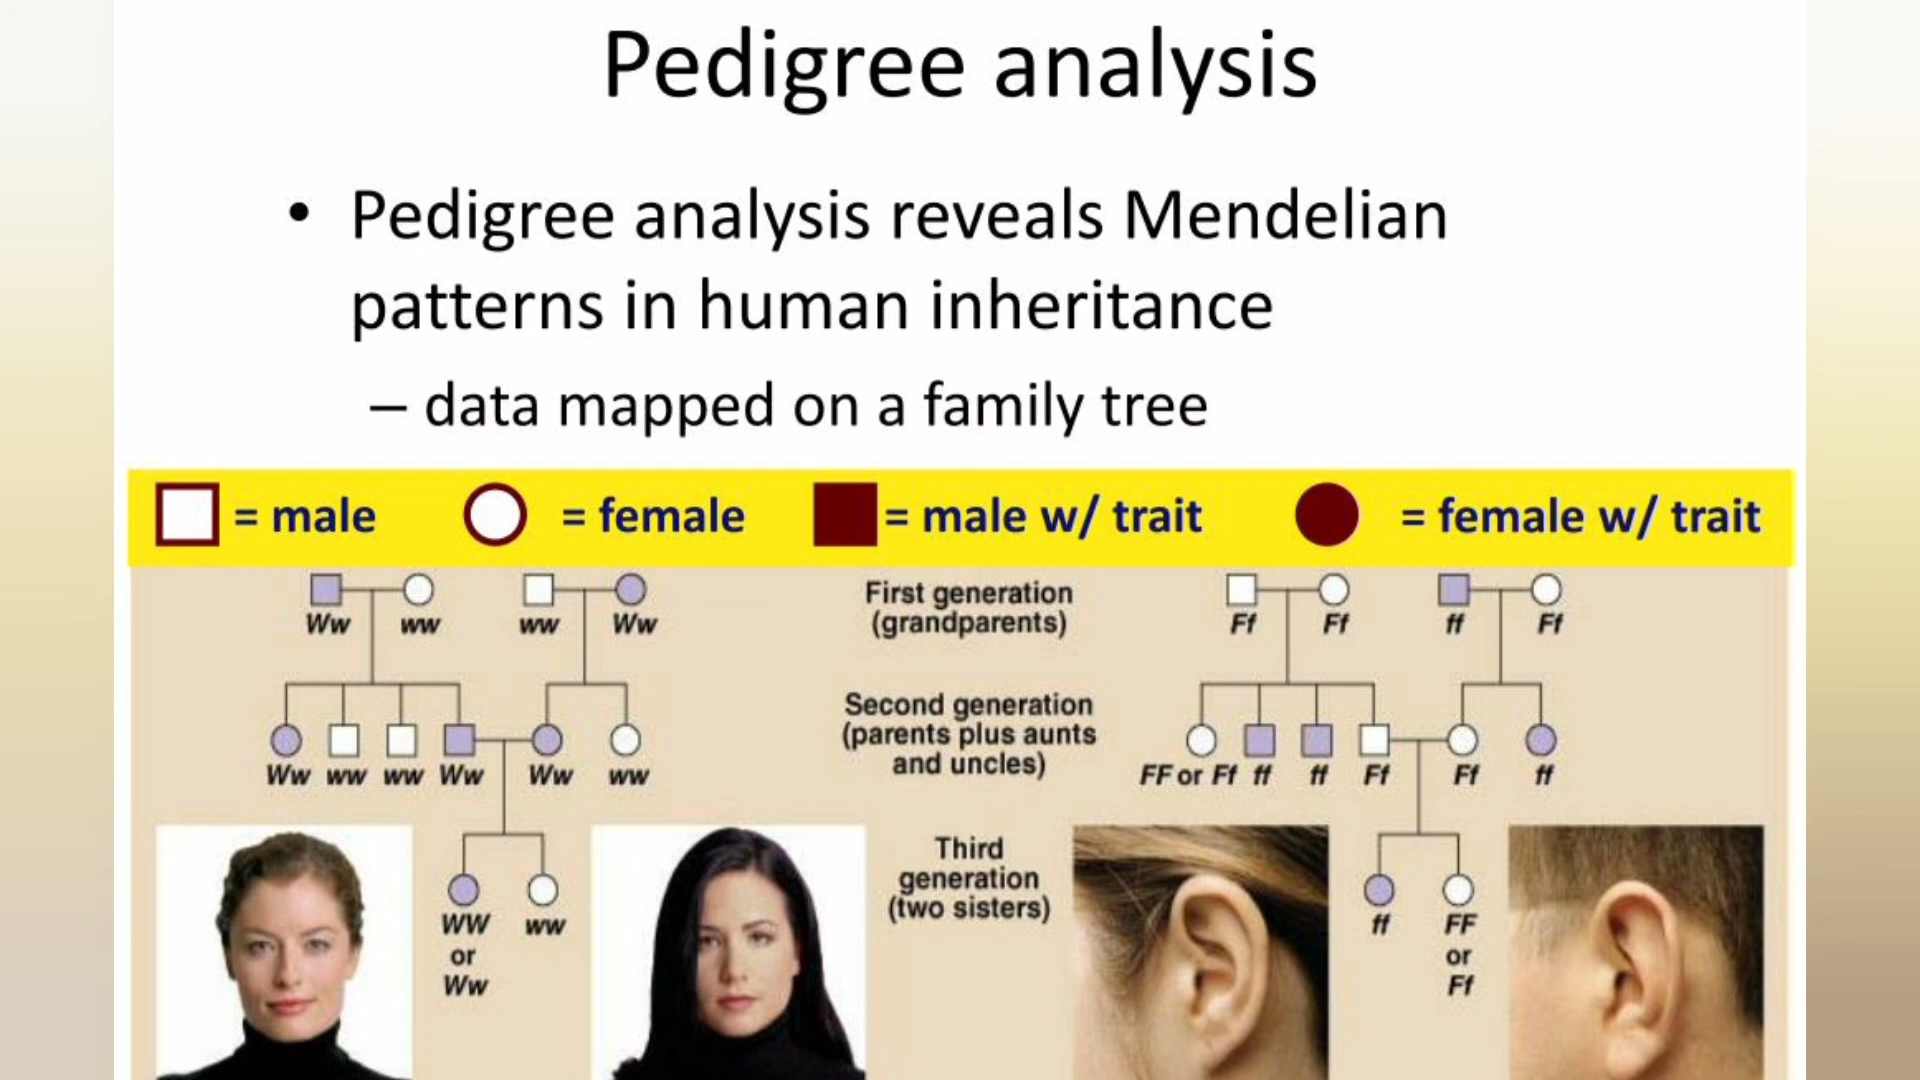 Pedigree analysis
• Pedigree analysis reveals Mendelian
patterns in human inheritance
– data mapped on a family tree
= male = female = male w/ trait = female w/ trait
Ww ww ww Ww
First generation
(grandparents)
Ff Ff ff Ff
Ww ww ww Ww Ww ww
Second generation
(parents plus aunts
and uncles)
FF or Ff ff ff Ff Ff ff
WW
or
Ww
ww
Third
generation
(two sisters)
ff
FF
or
Ff